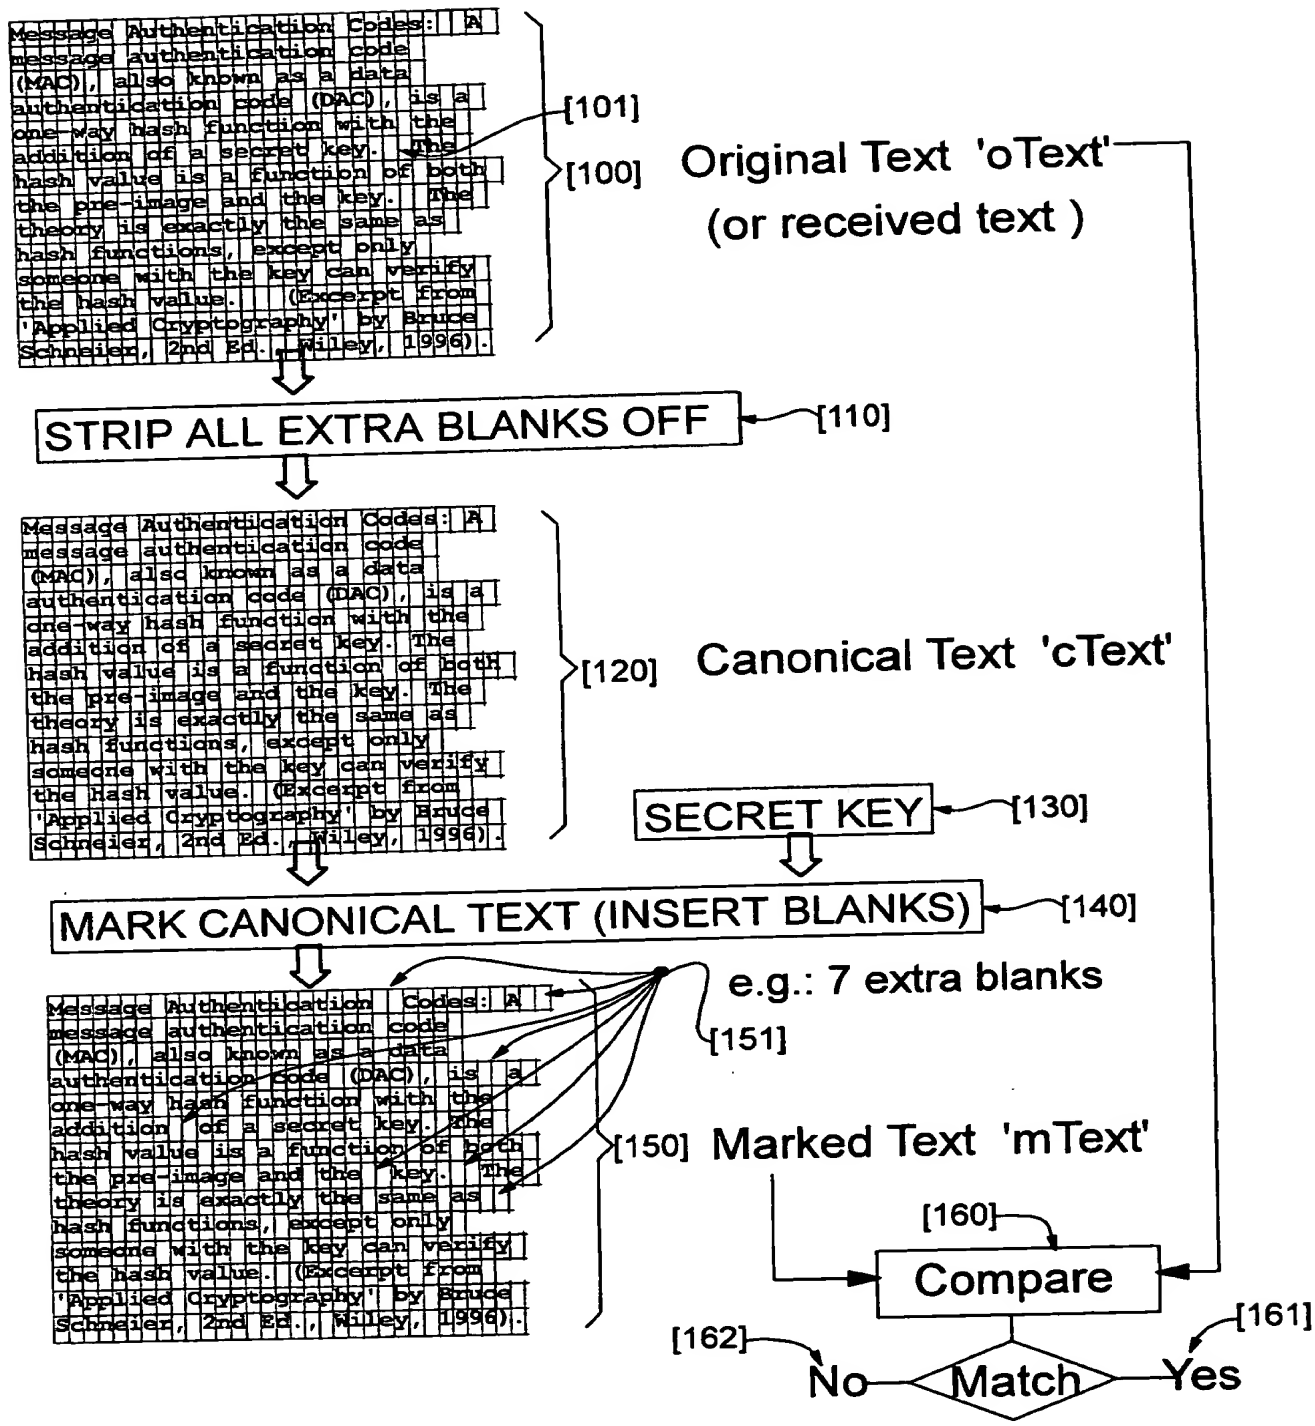 Message Authentication Codes:  A
message authentication code
(MAC), also known as a data
authentication code (DAC), is a
one-way hash function with the
addition of a secret key.  The
hash value is a function of both
the pre-image and the key.  The
theory is exactly the same as
hash functions, except only
someone with the key can verify
the hash value.   (Excerpt from
'Applied Cryptography' by Bruce
Schneier, 2nd Ed., Wiley, 1996).
[101]
[100]
Original Text 'oText'
(or received text )
STRIP ALL EXTRA BLANKS OFF
[110]
Message Authentication Codes: A
message authentication code
(MAC), also known as a data
authentication code (DAC), is a
one-way hash function with the
addition of a secret key. The
hash value is a function of both
the pre-image and the key. The
theory is exactly the same as
hash functions, except only
someone with the key can verify
the hash value. (Excerpt from
'Applied Cryptography' by Bruce
Schneier, 2nd Ed., Wiley, 1996).
[120]
Canonical Text 'cText'
SECRET KEY
[130]
MARK CANONICAL TEXT (INSERT BLANKS)
[140]
e.g.: 7 extra blanks
[151]
Message Authentication  Codes: A
message authentication code
(MAC), also known as a data
authentication code (DAC), is  a
one-way hash function with the
addition  of a secret key. The
hash value is a function of both
the pre-image and the  key.  The
theory is exactly the same as
hash functions, except only
someone with the key can verify
the hash value. (Excerpt from
'Applied Cryptography' by Bruce
Schneier, 2nd Ed., Wiley, 1996).
[150]
Marked Text 'mText'
[160]
Compare
[162]
[161]
No
Match
Yes